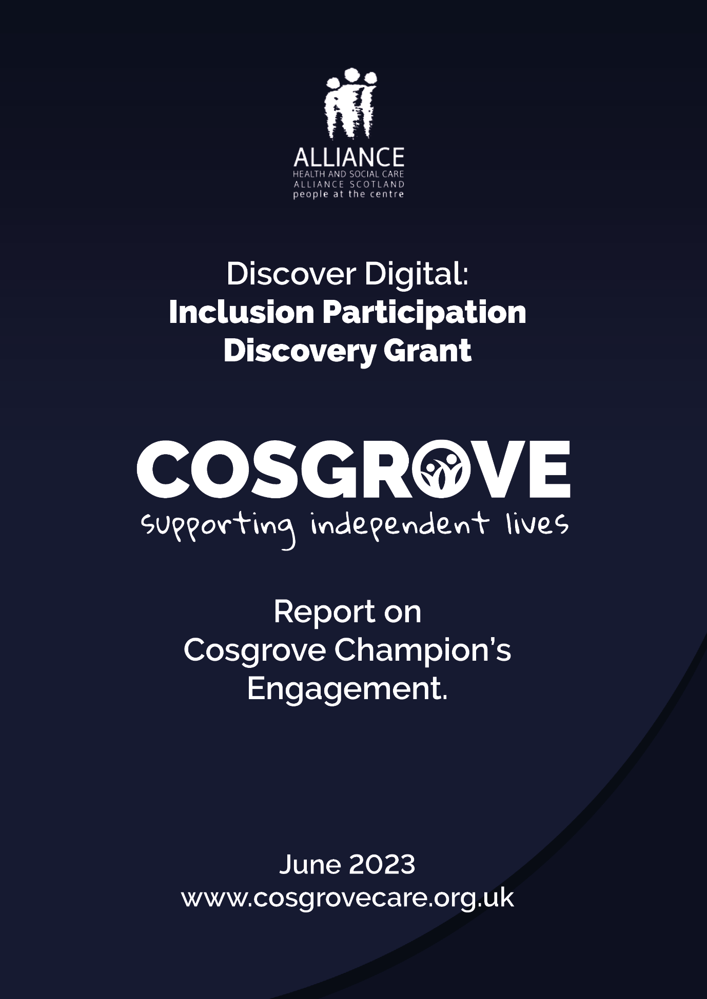 ALLIANCE
HEALTH AND SOCIAL CARE
ALLIANCE SCOTLAND
people at the centre
Discover Digital:
Inclusion Participation
Discovery Grant
COSGROVE
supporting independent lives
Report on
Cosgrove Champion’s
Engagement.
June 2023
www.cosgrovecare.org.uk